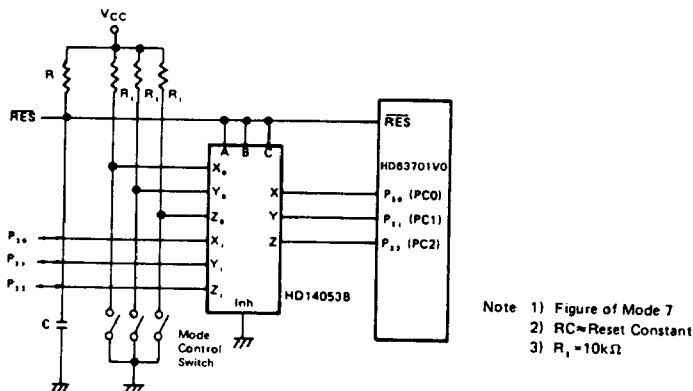 VCC
R
R₁ R₁ R₁
RES
A B C
RES
HD63701V0
X₀
Y₀
Z₀
X₁
Y₁
Z₁
X
Y
Z
P₂₀ (PC0)
P₂₁ (PC1)
P₂₂ (PC2)
P₂₀
P₂₁
P₂₂
Inh
HD14053B
C
Mode
Control
Switch
Note 1) Figure of Mode 7
2) RC≈Reset Constant
3) R₁ =10kΩ